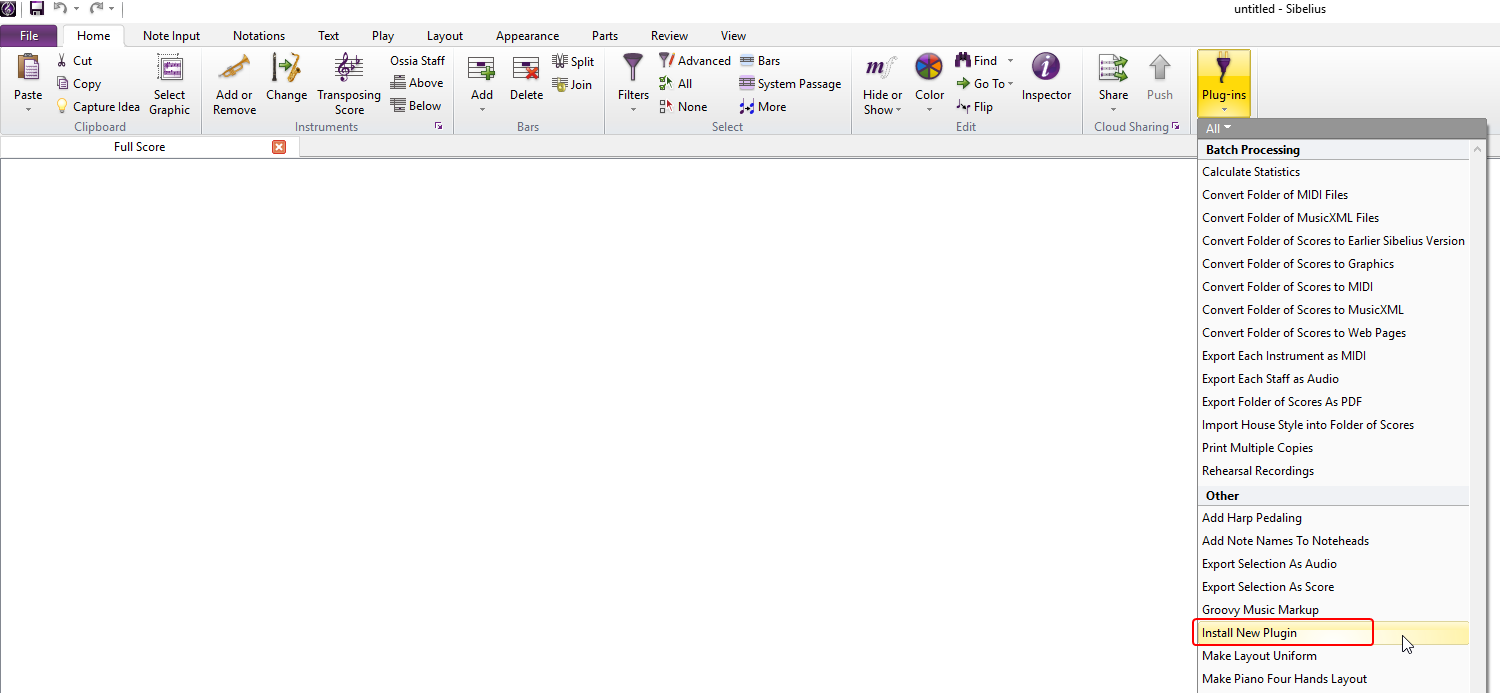 untitled - Sibelius
File Home Note Input Notations Text Play Layout Appearance Parts Review View
Paste
Cut
Copy
Capture Idea
Select Graphic
Clipboard
Add or Remove
Change
Transposing Score
Ossia Staff
Above
Below
Instruments
Add
Delete
Split
Join
Bars
Filters
Advanced
All
None
Bars
System Passage
More
Select
mf
Hide or Show
Color
Find
Go To
Flip
Inspector
Edit
Share
Push
Cloud Sharing
Plug-ins
Full Score
All
Batch Processing
Calculate Statistics
Convert Folder of MIDI Files
Convert Folder of MusicXML Files
Convert Folder of Scores to Earlier Sibelius Version
Convert Folder of Scores to Graphics
Convert Folder of Scores to MIDI
Convert Folder of Scores to MusicXML
Convert Folder of Scores to Web Pages
Export Each Instrument as MIDI
Export Each Staff as Audio
Export Folder of Scores As PDF
Import House Style into Folder of Scores
Print Multiple Copies
Rehearsal Recordings
Other
Add Harp Pedaling
Add Note Names To Noteheads
Export Selection As Audio
Export Selection As Score
Groovy Music Markup
Install New Plugin
Make Layout Uniform
Make Piano Four Hands Layout